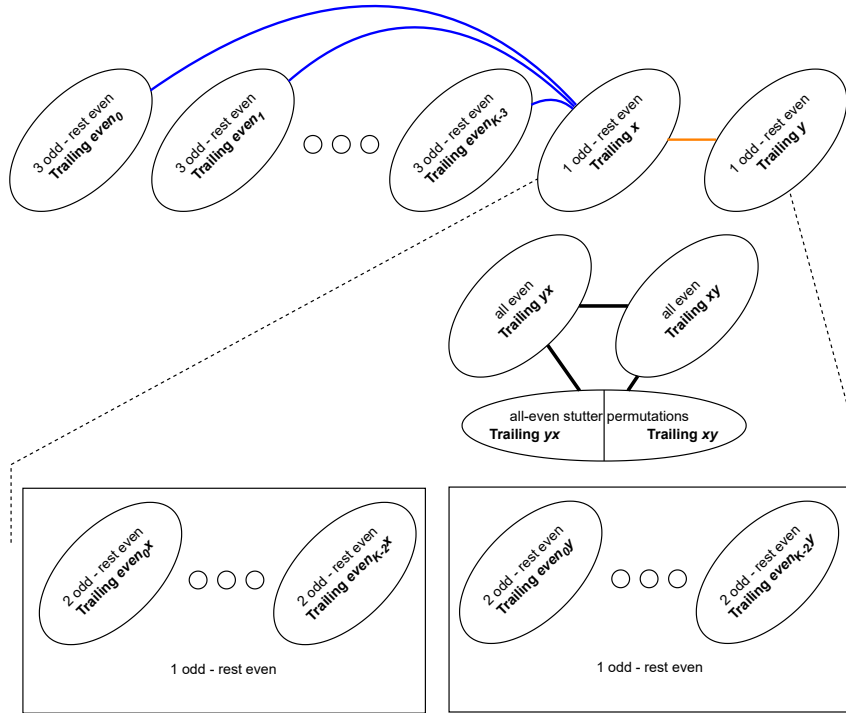 3 odd - rest even
Trailing even₀
3 odd - rest even
Trailing even₁
3 odd - rest even
Trailing even_K-3
1 odd - rest even
Trailing x
1 odd - rest even
Trailing y
all even
Trailing yx
all even
Trailing xy
all-even stutter permutations
Trailing yx Trailing xy
2 odd - rest even
Trailing even₀x
2 odd - rest even
Trailing even_K-2x
1 odd - rest even
2 odd - rest even
Trailing even₀y
2 odd - rest even
Trailing even_K-2y
1 odd - rest even